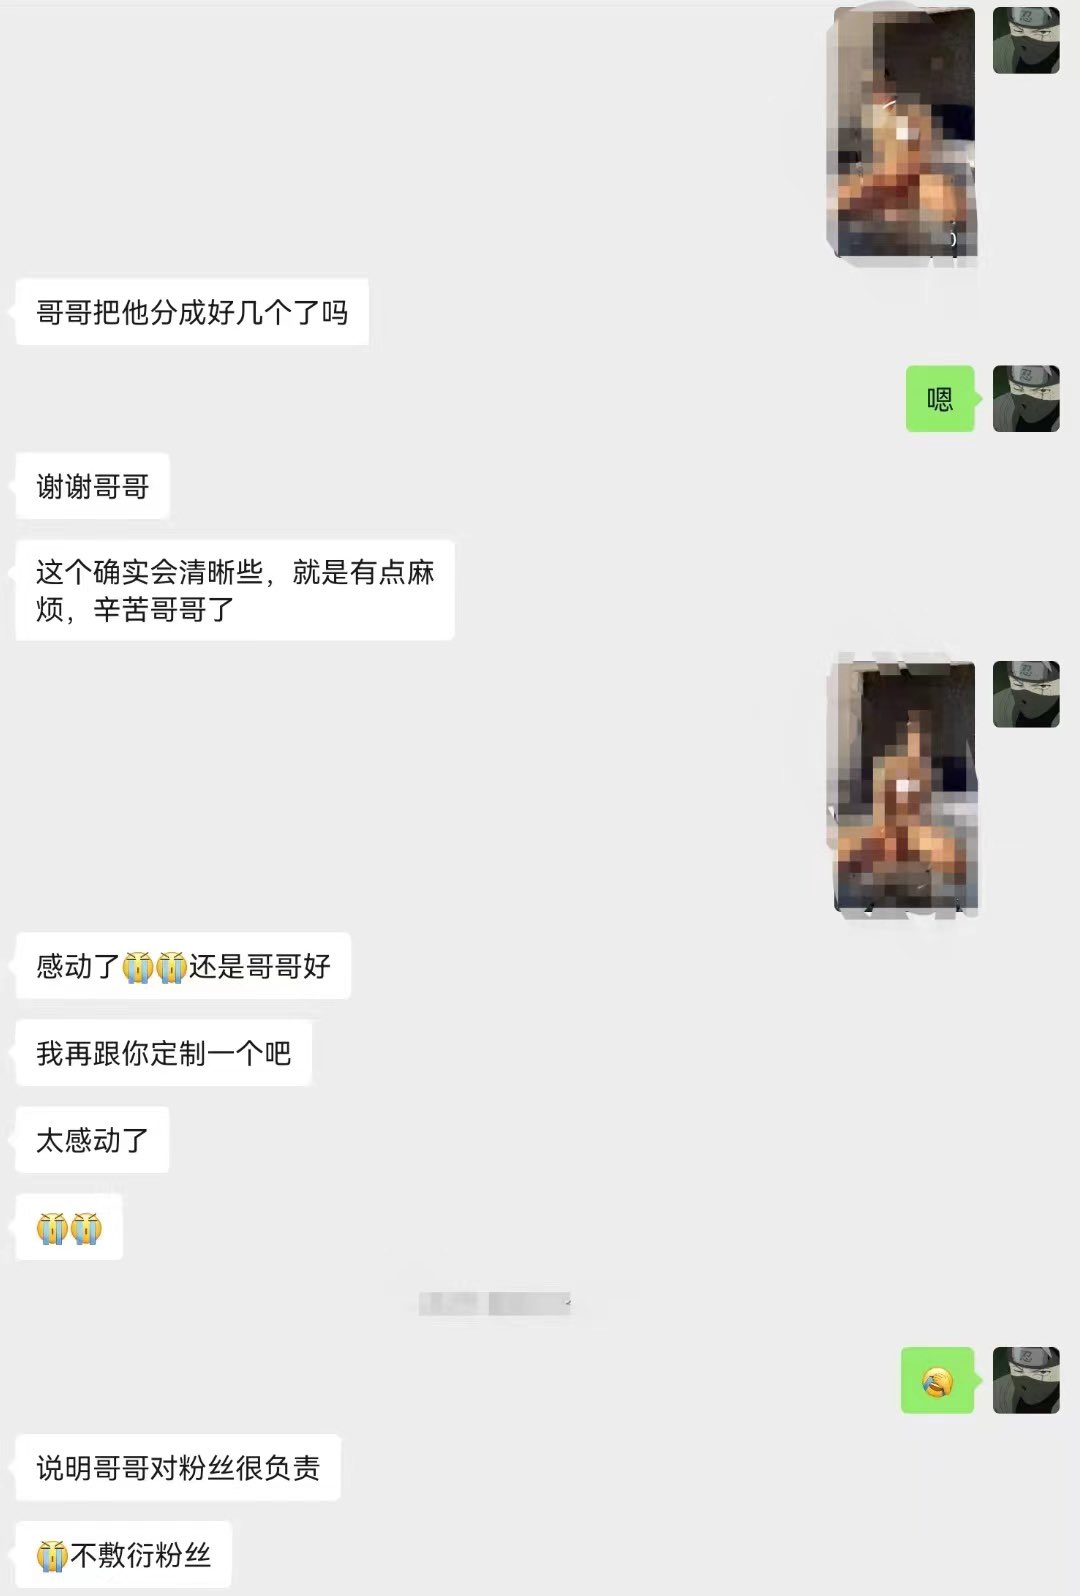 哥哥把他分成好几个了吗
嗯
谢谢哥哥
这个确实会清晰些，就是有点麻
烦，辛苦哥哥了
感动了😭😭还是哥哥好
我再跟你定制一个吧
太感动了
😭😭
🤣
说明哥哥对粉丝很负责
😭不敷衍粉丝